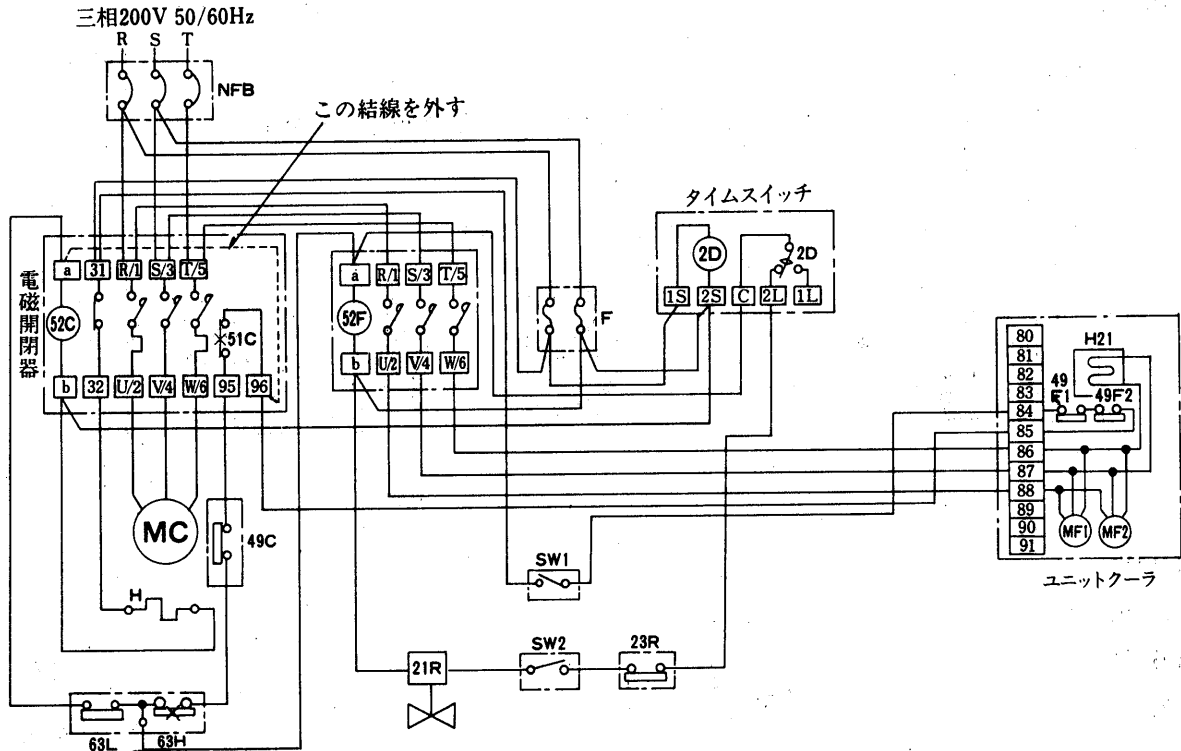 三相200V 50/60Hz
R S T
NFB
この結線を外す
タイムスイッチ
電磁開閉器
a 31 R/1 S/3 T/5
52C
51C
b 32 U/2 V/4 W/6 95 96
a R/1 S/3 T/5
52F
b U/2 V/4 W/6
F
2D 2D
1S 2S C 2L 1L
80
81
82
83
84
85
86
87
88
89
90
91
H21
49F1 49F2
MF1 MF2
ユニットクーラ
MC
49C
H
SW1
SW2
23R
21R
63L 63H